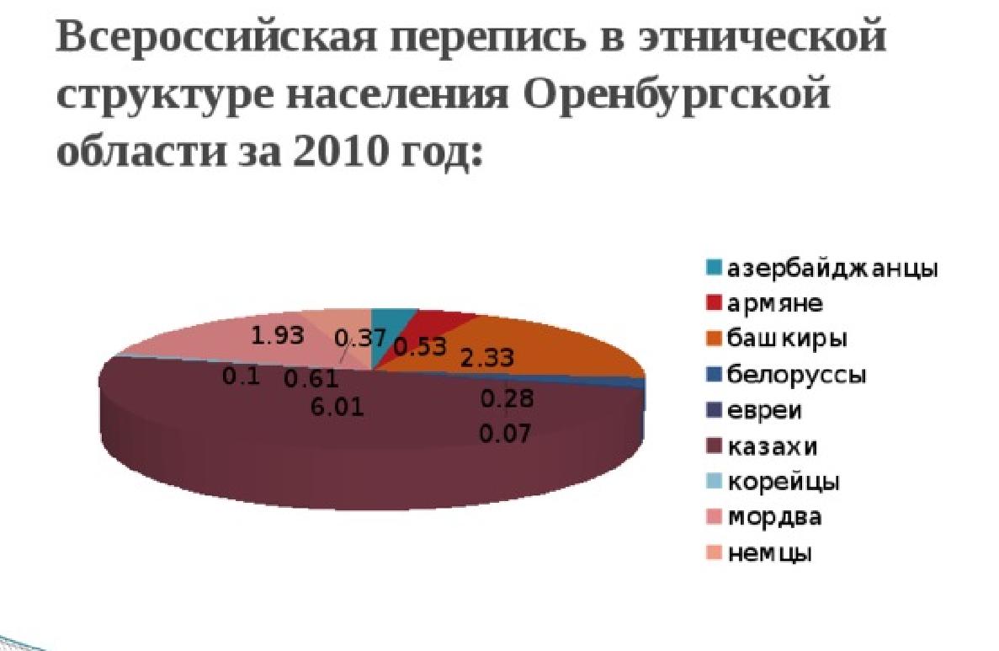 Всероссийская перепись в этнической
структуре населения Оренбургской
области за 2010 год:
азербайджанцы
армяне
башкиры
белоруссы
евреи
казахи
корейцы
мордва
немцы
1.93
0.37
0.53
2.33
0.1
0.61
6.01
0.28
0.07